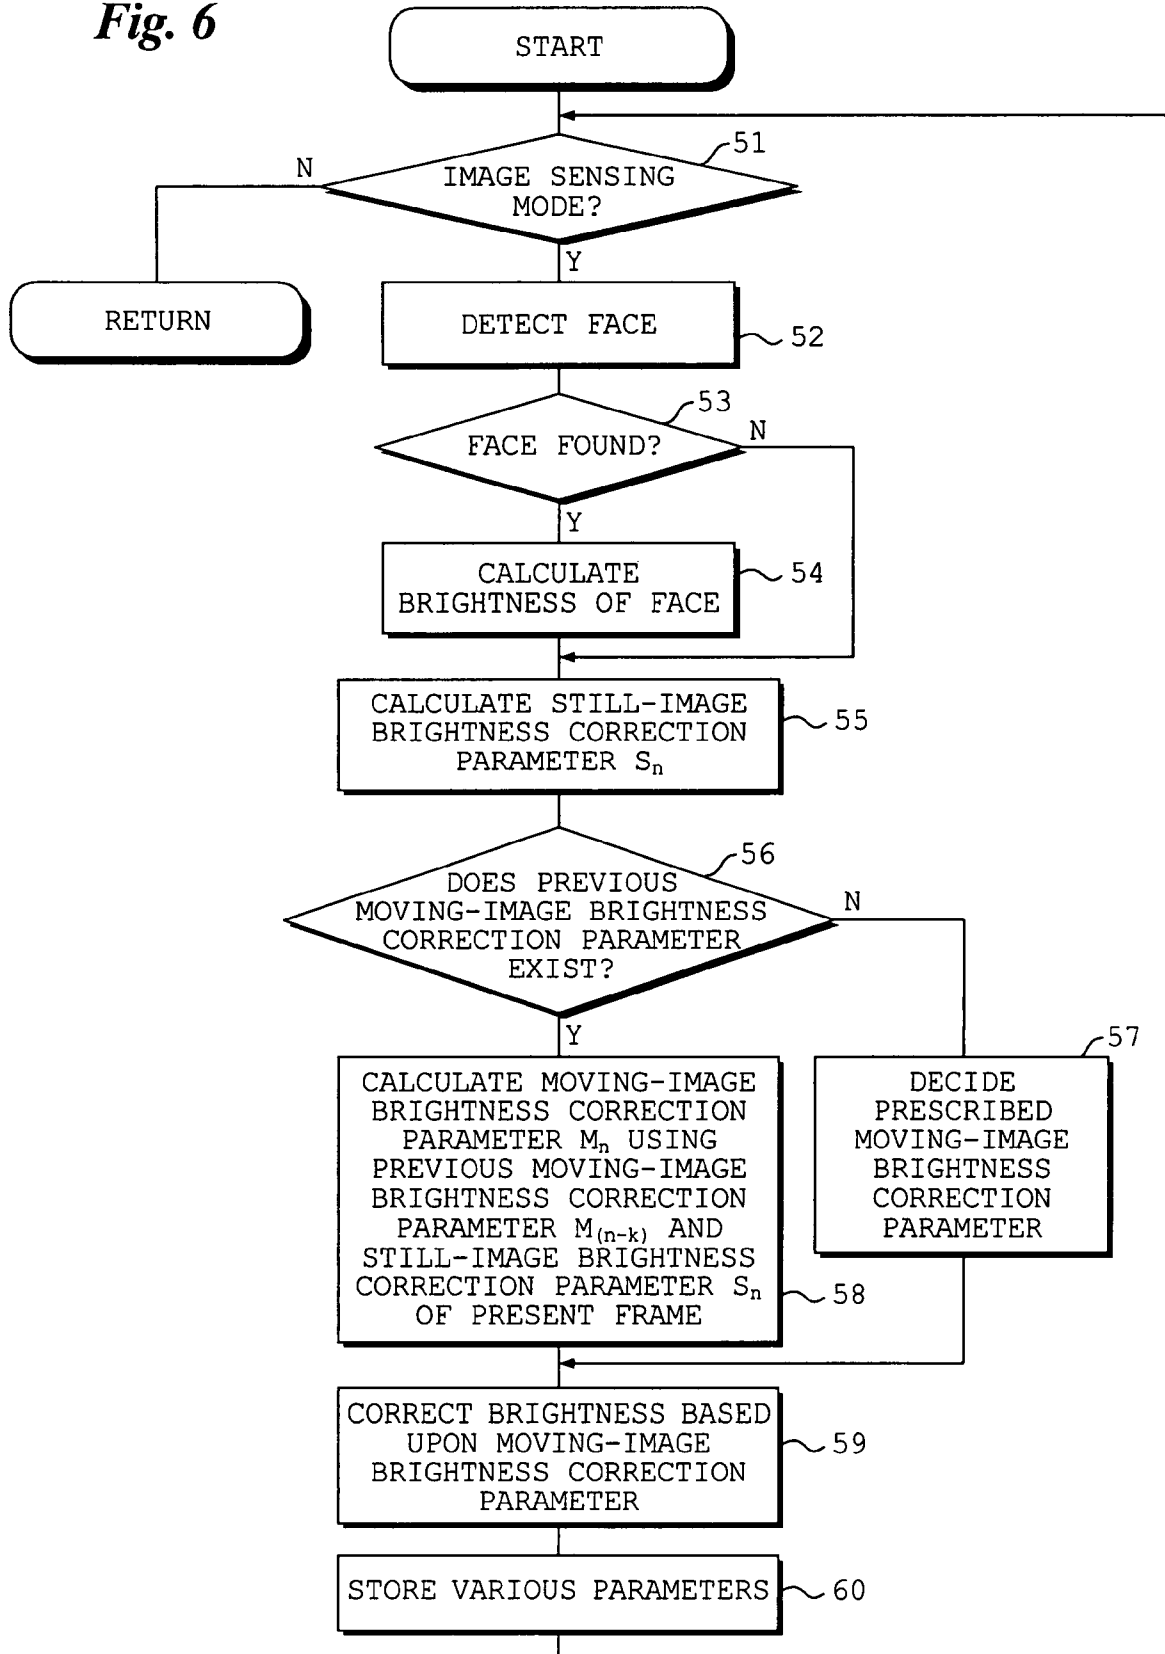 Fig. 6
START
51
N
IMAGE SENSING
MODE?
Y
RETURN
DETECT FACE
52
53
FACE FOUND?
N
Y
CALCULATE
BRIGHTNESS OF FACE
54
CALCULATE STILL-IMAGE
BRIGHTNESS CORRECTION
PARAMETER Sn
55
56
DOES PREVIOUS
MOVING-IMAGE BRIGHTNESS
CORRECTION PARAMETER
EXIST?
N
Y
57
CALCULATE MOVING-IMAGE
BRIGHTNESS CORRECTION
PARAMETER Mn USING
PREVIOUS MOVING-IMAGE
BRIGHTNESS CORRECTION
PARAMETER M(n-k) AND
STILL-IMAGE BRIGHTNESS
CORRECTION PARAMETER Sn
OF PRESENT FRAME
58
DECIDE
PRESCRIBED
MOVING-IMAGE
BRIGHTNESS
CORRECTION
PARAMETER
CORRECT BRIGHTNESS BASED
UPON MOVING-IMAGE
BRIGHTNESS CORRECTION
PARAMETER
59
STORE VARIOUS PARAMETERS
60